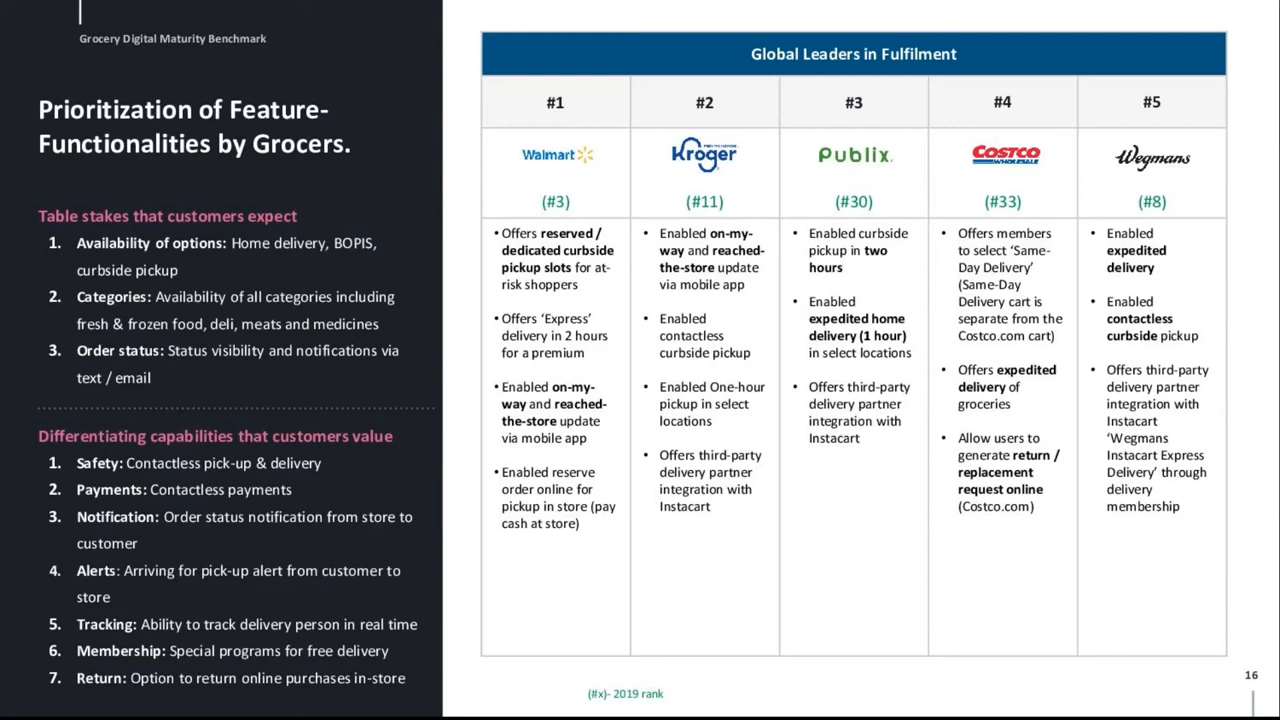 Grocery Digital Maturity Benchmark
Prioritization of Feature-
Functionalities by Grocers.
Table stakes that customers expect
1. Availability of options: Home delivery, BOPIS,
curbside pickup
2. Categories: Availability of all categories including
fresh & frozen food, deli, meats and medicines
3. Order status: Status visibility and notifications via
text / email
Differentiating capabilities that customers value
1. Safety: Contactless pick-up & delivery
2. Payments: Contactless payments
3. Notification: Order status notification from store to
customer
4. Alerts: Arriving for pick-up alert from customer to
store
5. Tracking: Ability to track delivery person in real time
6. Membership: Special programs for free delivery
7. Return: Option to return online purchases in-store
Global Leaders in Fulfilment
#1
#2
#3
#4
#5
Walmart
Kroger
Publix.
COSTCO
WHOLESALE
Wegmans
(#3)
(#11)
(#30)
(#33)
(#8)
• Offers reserved /
dedicated curbside
pickup slots for at-
risk shoppers
• Offers ‘Express’
delivery in 2 hours
for a premium
• Enabled on-my-
way and reached-
the-store update
via mobile app
• Enabled reserve
order online for
pickup in store (pay
cash at store)
• Enabled on-my-
way and reached-
the-store update
via mobile app
• Enabled
contactless
curbside pickup
• Enabled One-hour
pickup in select
locations
• Offers third-party
delivery partner
integration with
Instacart
• Enabled curbside
pickup in two
hours
• Enabled
expedited home
delivery (1 hour)
in select locations
• Offers third-party
delivery partner
integration with
Instacart
• Offers members
to select ‘Same-
Day Delivery’
(Same-Day
Delivery cart is
separate from the
Costco.com cart)
• Offers expedited
delivery of
groceries
• Allow users to
generate return /
replacement
request online
(Costco.com)
• Enabled
expedited
delivery
• Enabled
contactless
curbside pickup
• Offers third-party
delivery partner
integration with
Instacart
‘Wegmans
Instacart Express
Delivery’ through
delivery
membership
(#x)- 2019 rank
16